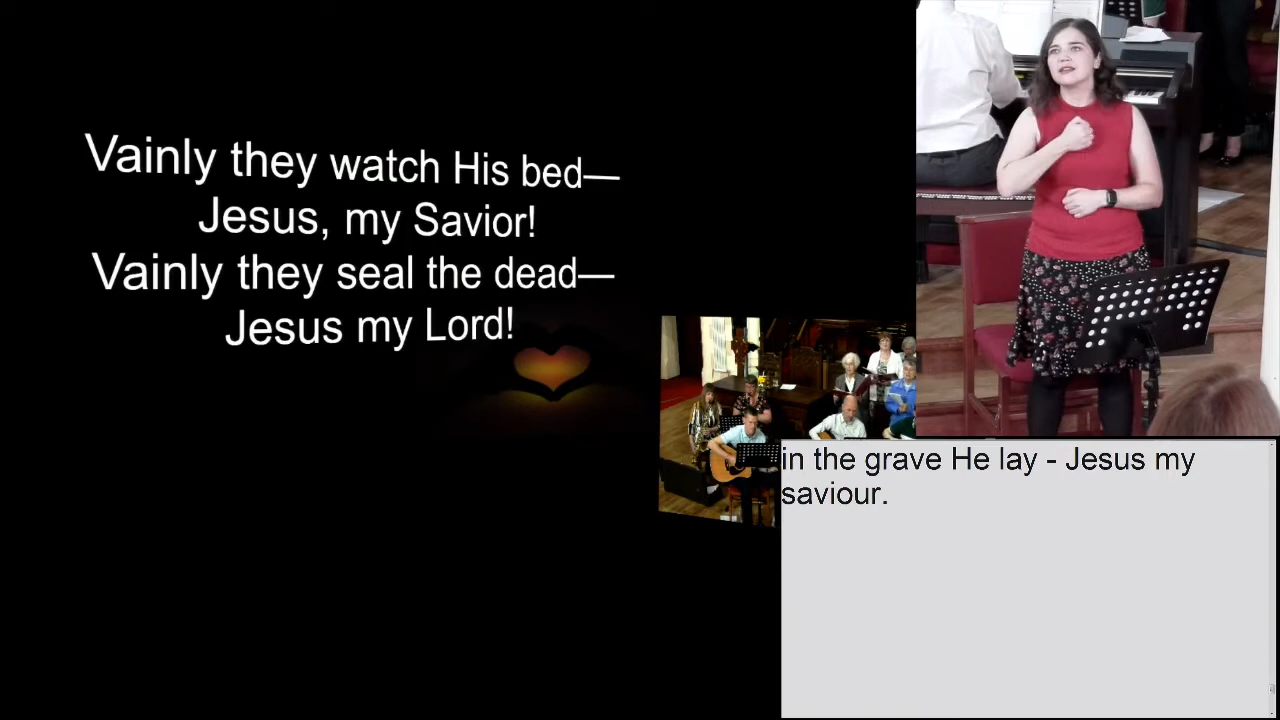 Vainly they watch His bed—
Jesus, my Savior!
Vainly they seal the dead—
Jesus my Lord!
in the grave He lay - Jesus my
saviour.